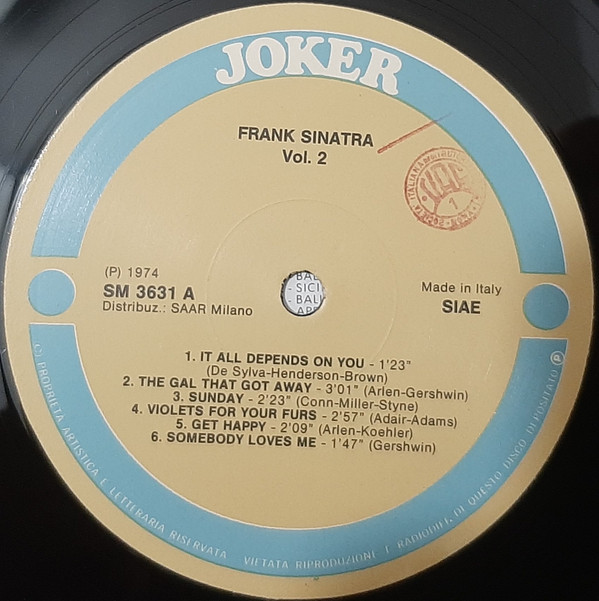 JOKER
FRANK SINATRA
Vol. 2
(P) 1974
SM 3631 A
Distribuz.: SAAR Milano
Made in Italy
SIAE
1
SICI
1. IT ALL DEPENDS ON YOU - 1'23"
(De Sylva-Henderson-Brown)
2. THE GAL THAT GOT AWAY - 3'01" (Arlen-Gershwin)
3. SUNDAY - 2'23" (Conn-Miller-Styne)
4. VIOLETS FOR YOUR FURS - 2'57" (Adair-Adams)
5. GET HAPPY - 2'09" (Arlen-Koehler)
6. SOMEBODY LOVES ME - 1'47" (Gershwin)
PROPRIETA ARTISTICA E LETTERARIA RISERVATA VIETATA RIPRODUZIONE E RADIODIFF. DI QUESTO DISCO DEPOSITATO (P)